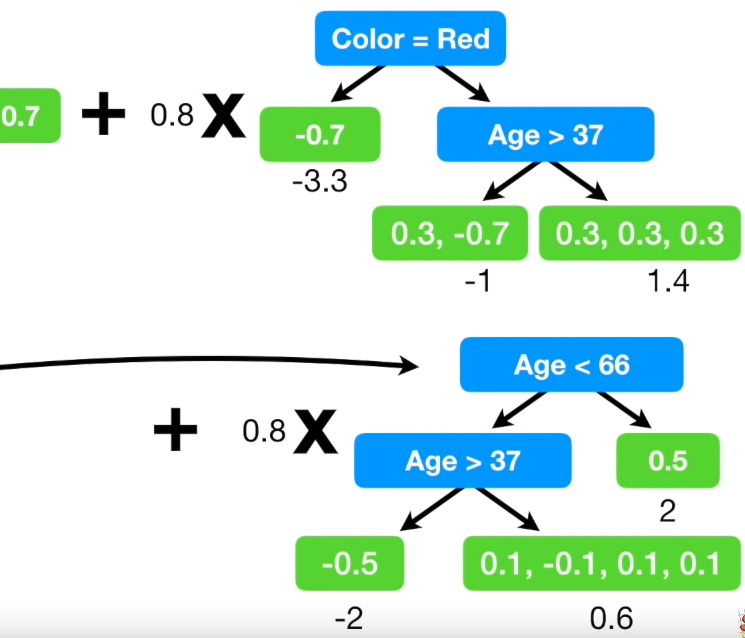 Color = Red
0.7 + 0.8 X -0.7 Age > 37
-3.3
0.3, -0.7 0.3, 0.3, 0.3
-1 1.4
Age < 66
+ 0.8 X Age > 37 0.5
2
-0.5 0.1, -0.1, 0.1, 0.1
-2 0.6